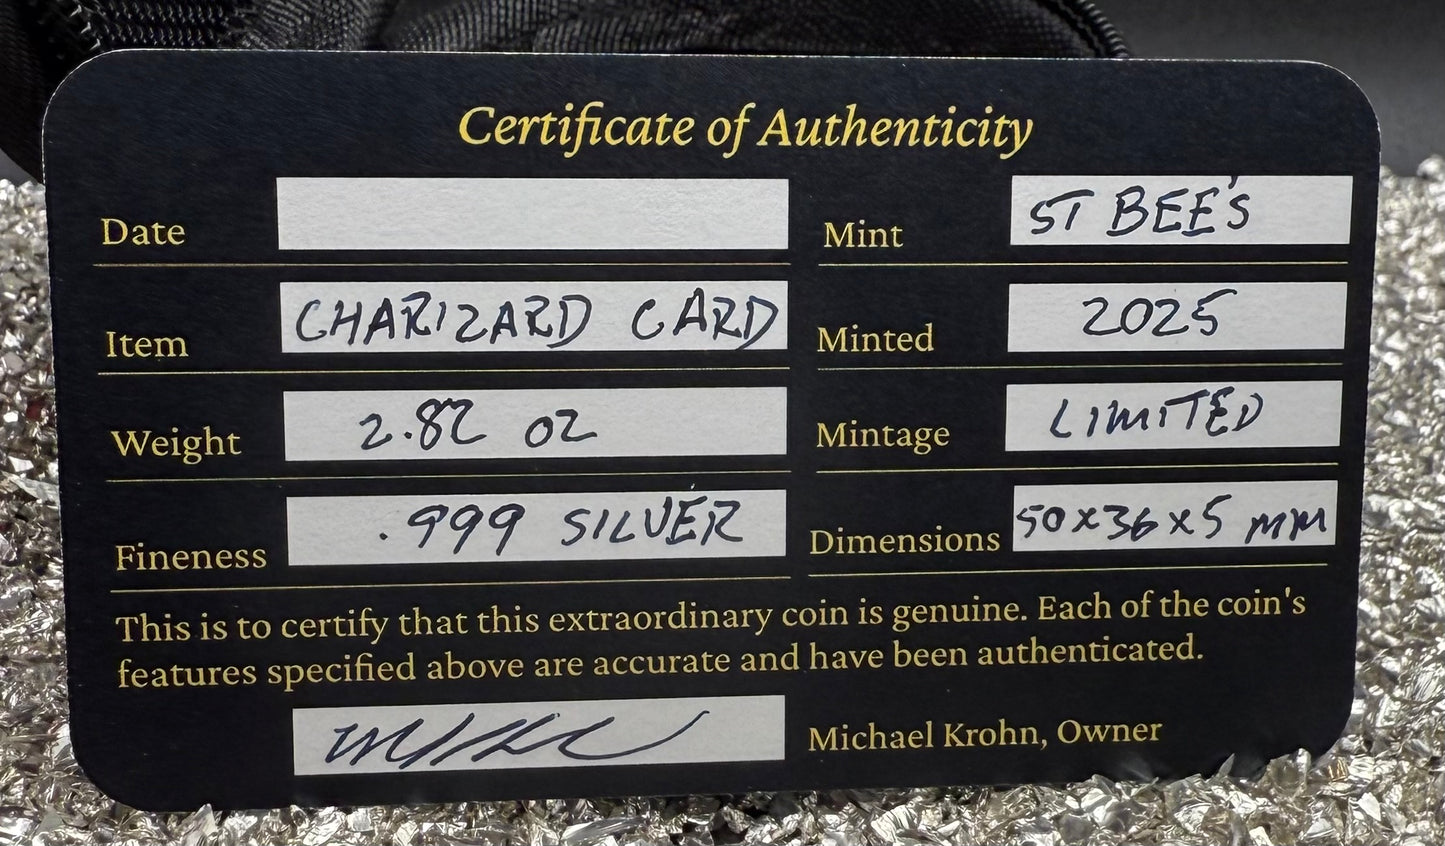 Certificate of Authenticity
Date
Mint ST BEE'S
Item CHARIZARD CARD
Minted 2025
Weight 2.82 OZ
Mintage LIMITED
Fineness .999 SILVER
Dimensions 50x36x5 mm
This is to certify that this extraordinary coin is genuine. Each of the coin's
features specified above are accurate and have been authenticated.
Michael Krohn, Owner